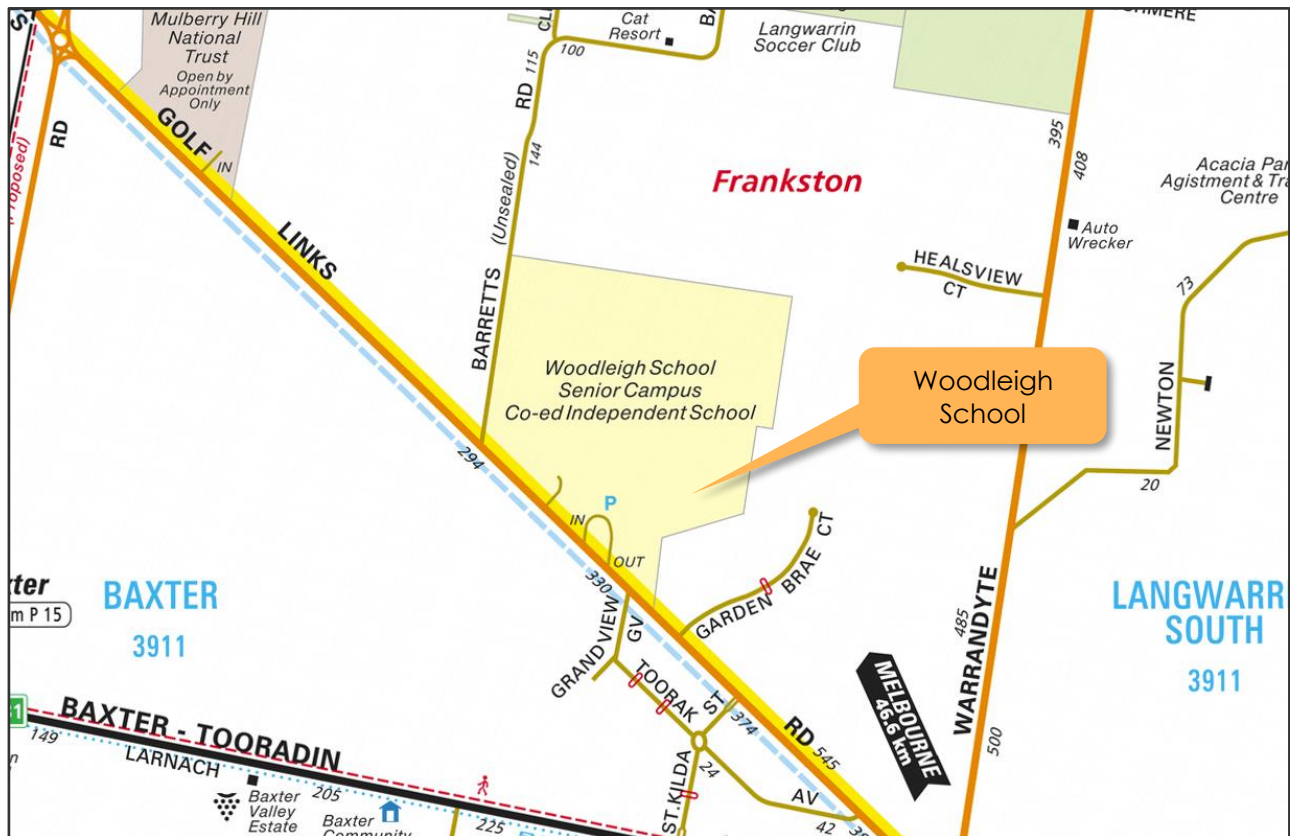 Mulberry Hill
National
Trust
Open by
Appointment
Only
Cat
Resort
Langwarrin
Soccer Club
100
115
RD
144
(Unsealed)
BARRETTS
RD
GOLF
IN
LINKS
Frankston
395
408
Auto
Wrecker
HEALSVIEW
CT
73
NEWTON
20
Woodleigh School
Senior Campus
Co-ed Independent School
Woodleigh
School
294
IN
P
OUT
330
GRANDVIEW
GV
GARDEN BRAE CT
TOORAK
ST
374
RD
545
24
ST.KILDA
AV
42
BAXTER
3911
m P 15
MELBOURNE
46.6 km
485
WARRANDYTE
500
LANGWARR
SOUTH
3911
BAXTER - TOORADIN
149
LARNACH
205
225
Baxter
Valley
Estate
Baxter
Acacia
Agistment &
Centre